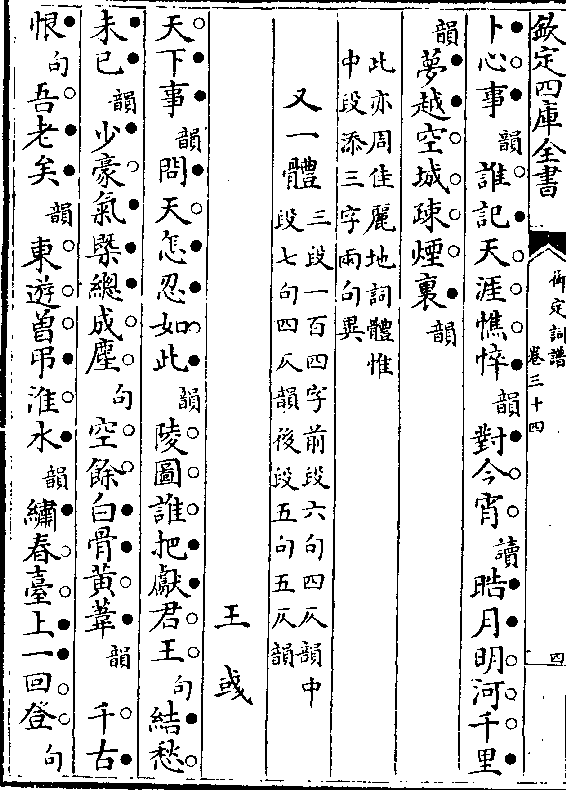 欽定四庫全書
御定詞譜
卷三十四
四
卜心事韻誰記天涯憔悴韻對今宵讀晧月明河千里
韻夢越空城疎煙裏韻
此亦周佳麗地詞體惟
中段添三字兩句異
又一體 三段一百四字前段六句四仄韻中
段七句四仄韻後段五句五仄韻
王彧
天下事韻問天怎忍如此韻陵圖誰把獻君王句結愁
未已韻少豪氣槩總成塵句空餘白骨黄葦韻 千古
恨句吾老矣韻東遊曾弔淮水韻繡春臺上一回登句